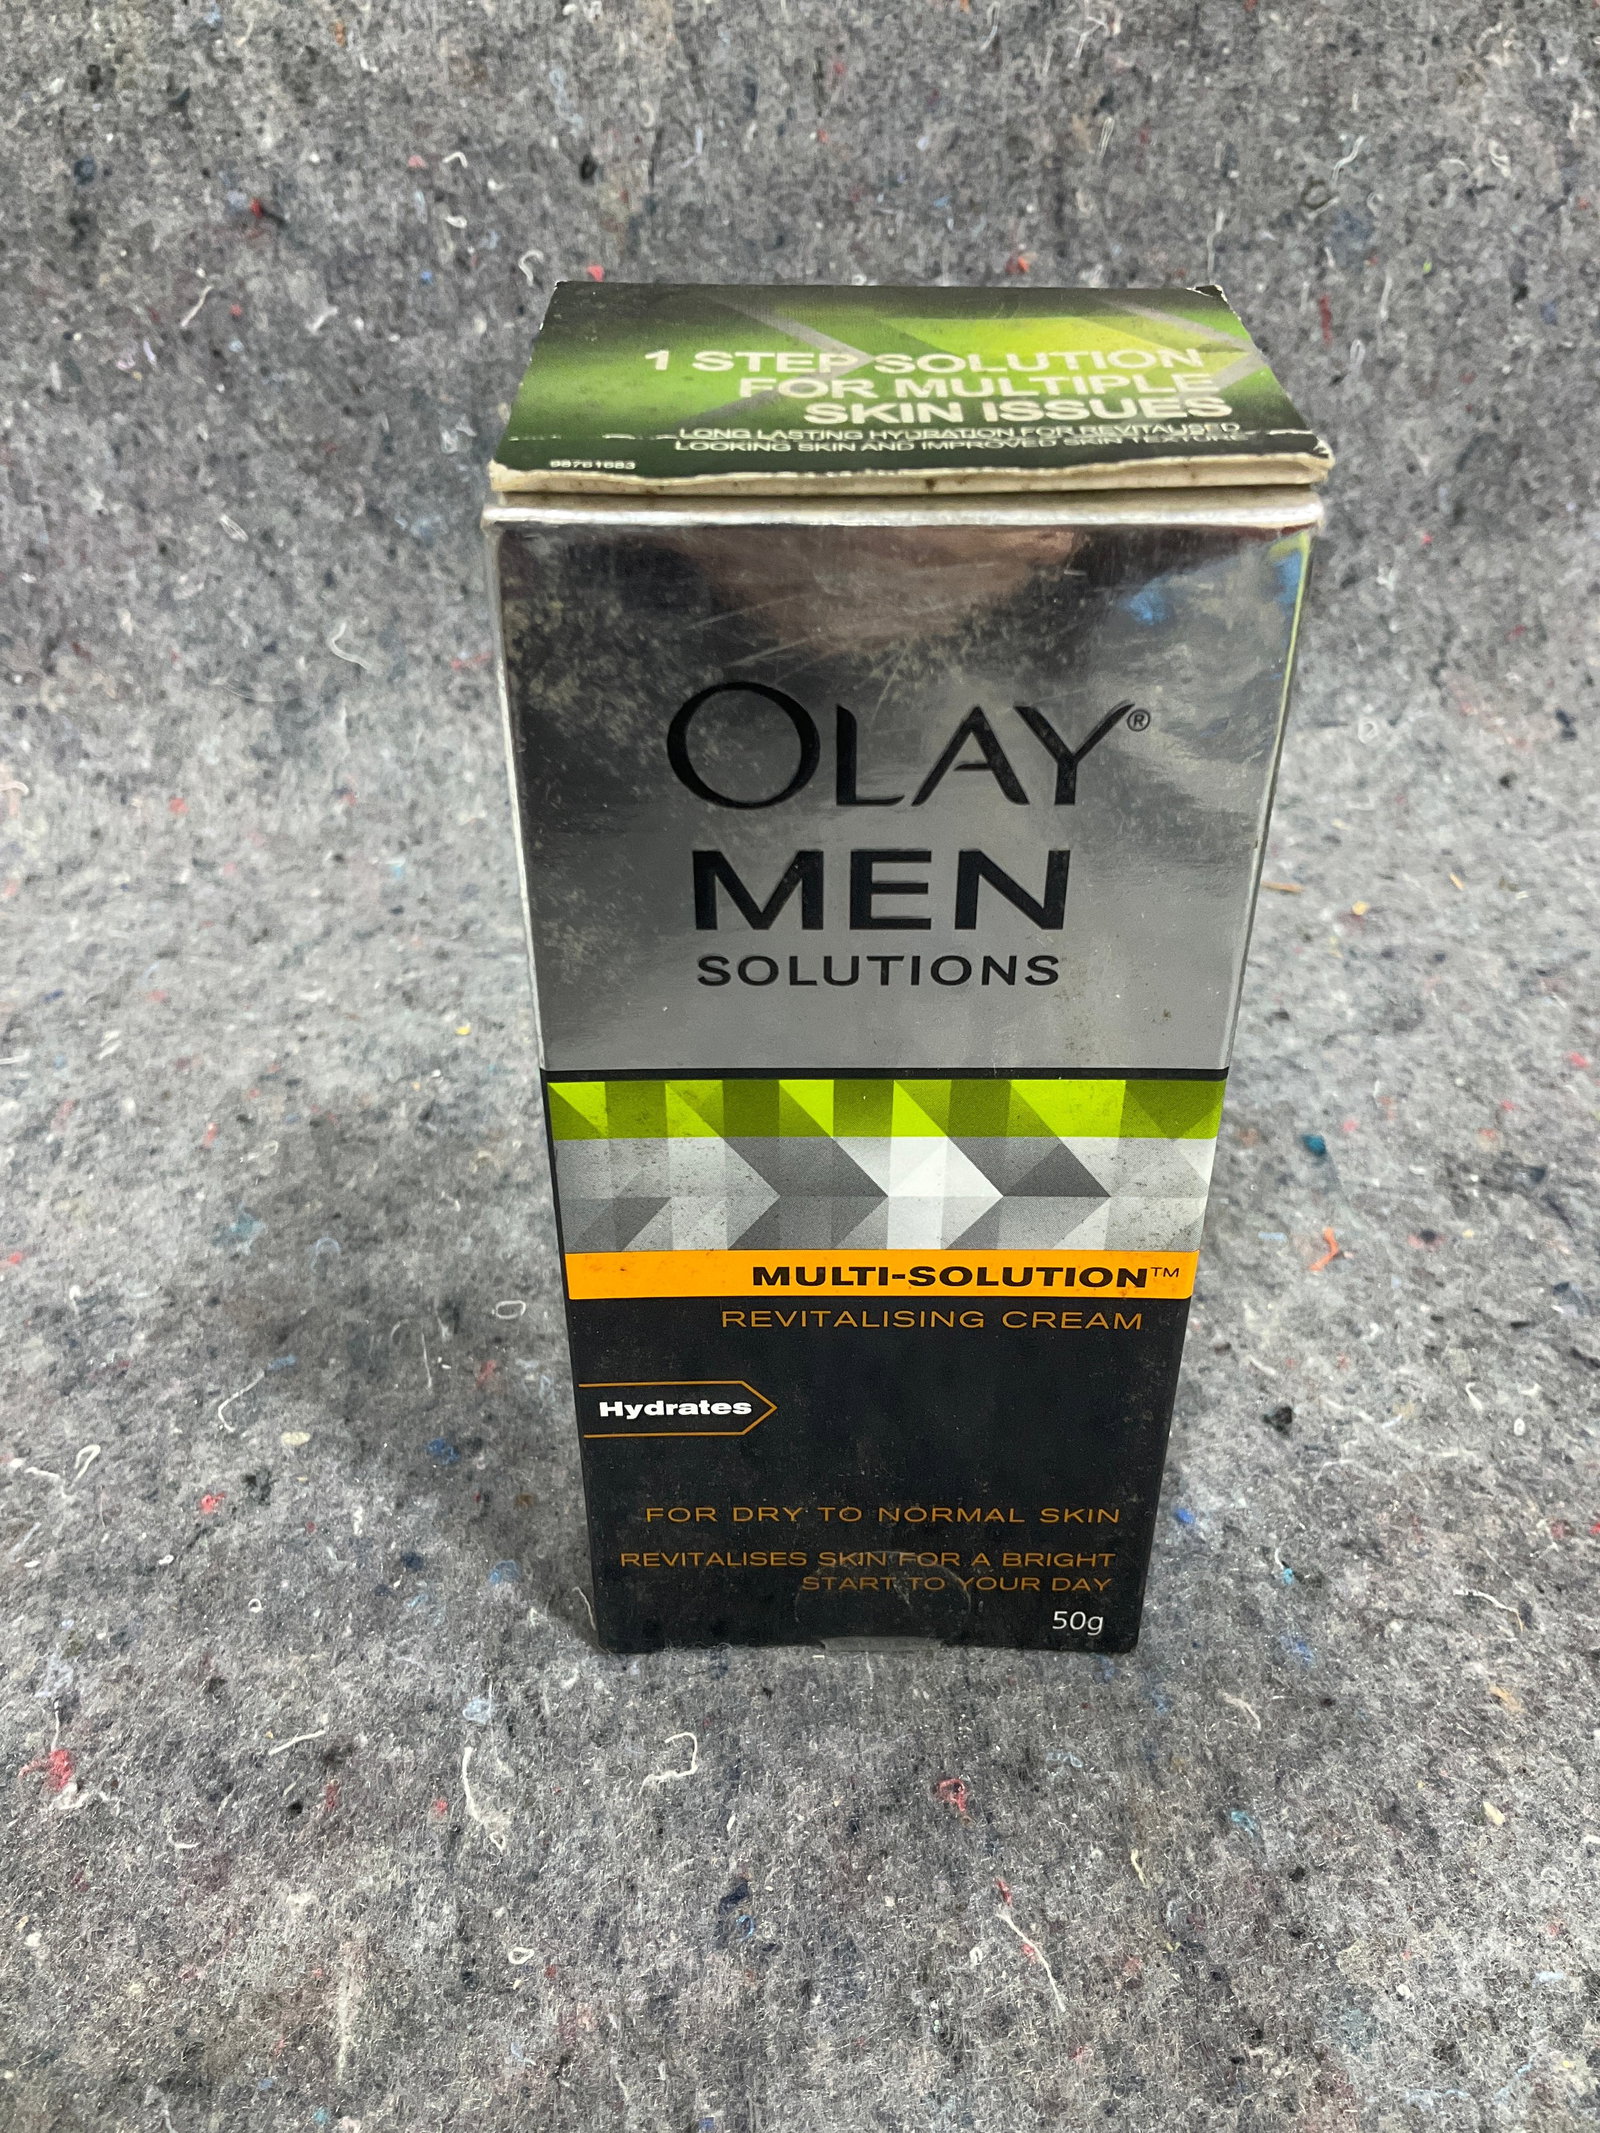 1 STEP SOLUTION
FOR MULTIPLE
SKIN ISSUES
LONG LASTING HYDRATION FOR REVITALISED
LOOKING SKIN AND IMPROVED SKIN TEXTURE
98761683
OLAY®
MEN
SOLUTIONS
MULTI-SOLUTION™
REVITALISING CREAM
Hydrates
FOR DRY TO NORMAL SKIN
REVITALISES SKIN FOR A BRIGHT
START TO YOUR DAY
50g